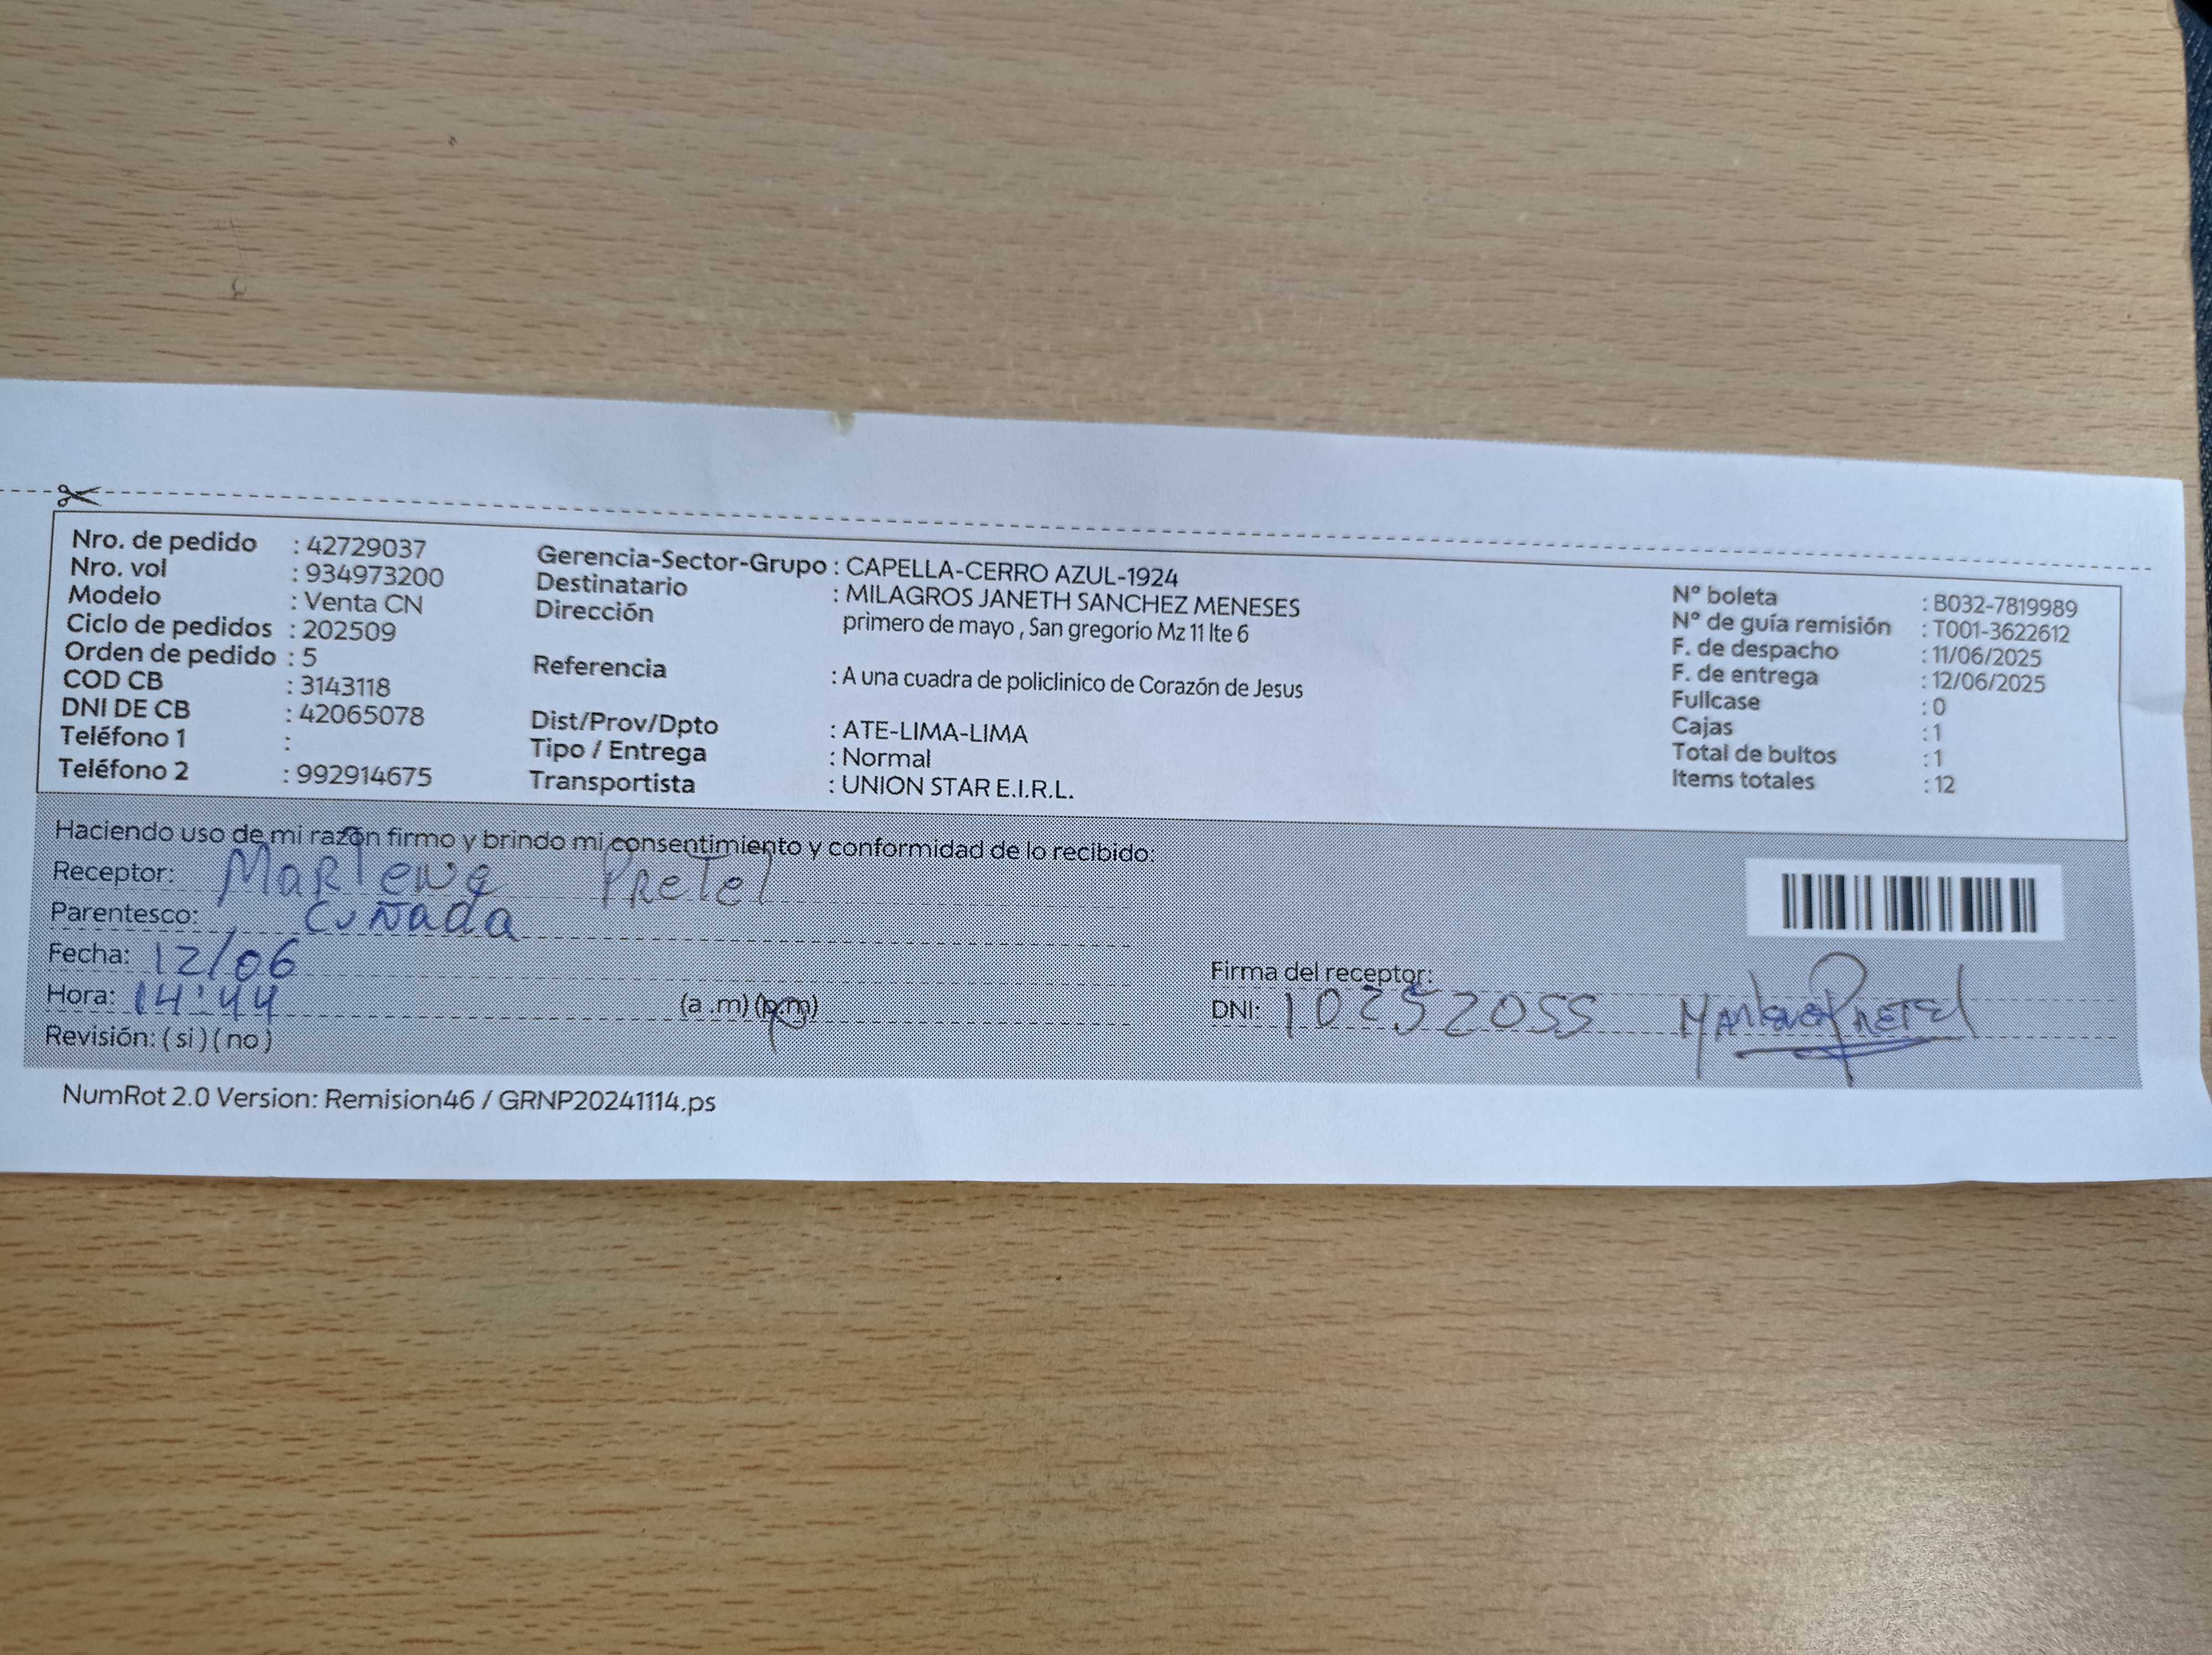 Nro. de pedido : 42729037
Nro. vol : 934973200
Modelo : Venta CN
Ciclo de pedidos : 202509
Orden de pedido : 5
COD CB : 3143118
DNI DE CB : 42065078
Teléfono 1 :
Teléfono 2 : 992914675
Gerencia-Sector-Grupo : CAPELLA-CERRO AZUL-1924
Destinatario : MILAGROS JANETH SANCHEZ MENESES
Dirección primero de mayo , San gregorio Mz 11 lte 6
Referencia : A una cuadra de policlinico de Corazón de Jesus
Dist/Prov/Dpto : ATE-LIMA-LIMA
Tipo / Entrega : Normal
Transportista : UNION STAR E.I.R.L.
Nº boleta : B032-7819989
Nº de guía remisión : T001-3622612
F. de despacho : 11/06/2025
F. de entrega : 12/06/2025
Fullcase : 0
Cajas : 1
Total de bultos : 1
Items totales : 12
Haciendo uso de mi razón firmo y brindo mi consentimiento y conformidad de lo recibido:
Receptor: Marlene Pretel
Parentesco: Cuñada
Fecha: 12/06
Hora: 14:44 (a .m) (p.m)
Revisión: ( si ) ( no )
Firma del receptor:
DNI: 10252055 Marlene Pretel
NumRot 2.0 Version: Remision46 / GRNP20241114.ps